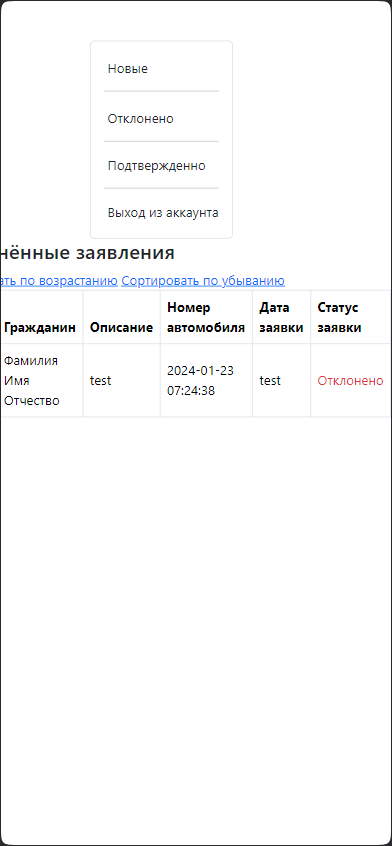 Новые
Отклонено
Подтвержденно
Выход из аккаунта
нённые заявления
ать по возрастанию Сортировать по убыванию
Гражданин Описание Номер автомобиля Дата заявки Статус заявки
Фамилия Имя Отчество test 2024-01-23 07:24:38 test Отклонено